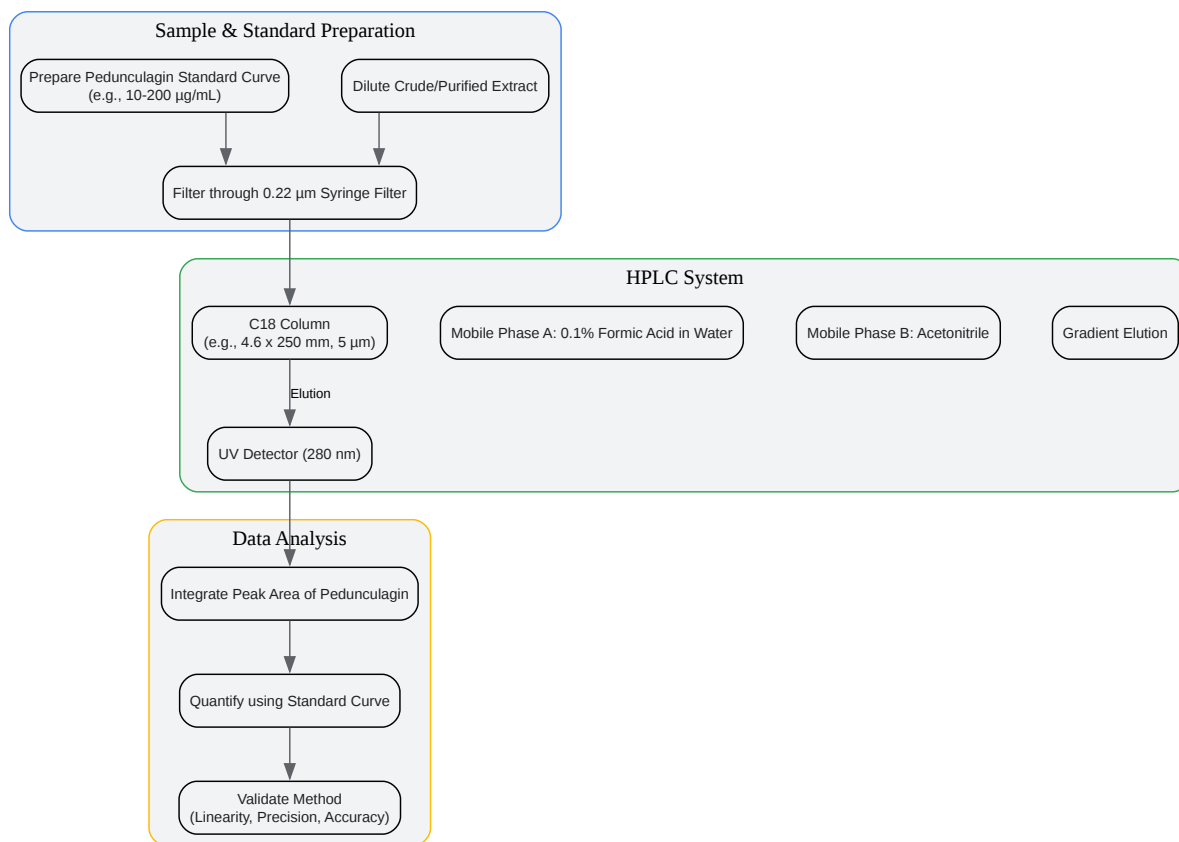 Sample & Standard Preparation
Prepare Pedunculagin Standard Curve
(e.g., 10-200 µg/mL)
Dilute Crude/Purified Extract
Filter through 0.22 µm Syringe Filter
HPLC System
C18 Column
(e.g., 4.6 x 250 mm, 5 µm)
Mobile Phase A: 0.1% Formic Acid in Water
Mobile Phase B: Acetonitrile
Gradient Elution
Elution
UV Detector (280 nm)
Data Analysis
Integrate Peak Area of Pedunculagin
Quantify using Standard Curve
Validate Method
(Linearity, Precision, Accuracy)